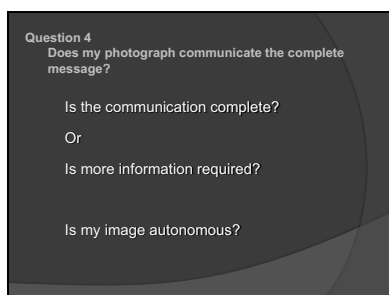 Question 4
Does my photograph communicate the complete
message?
Is the communication complete?
Or
Is more information required?
Is my image autonomous?